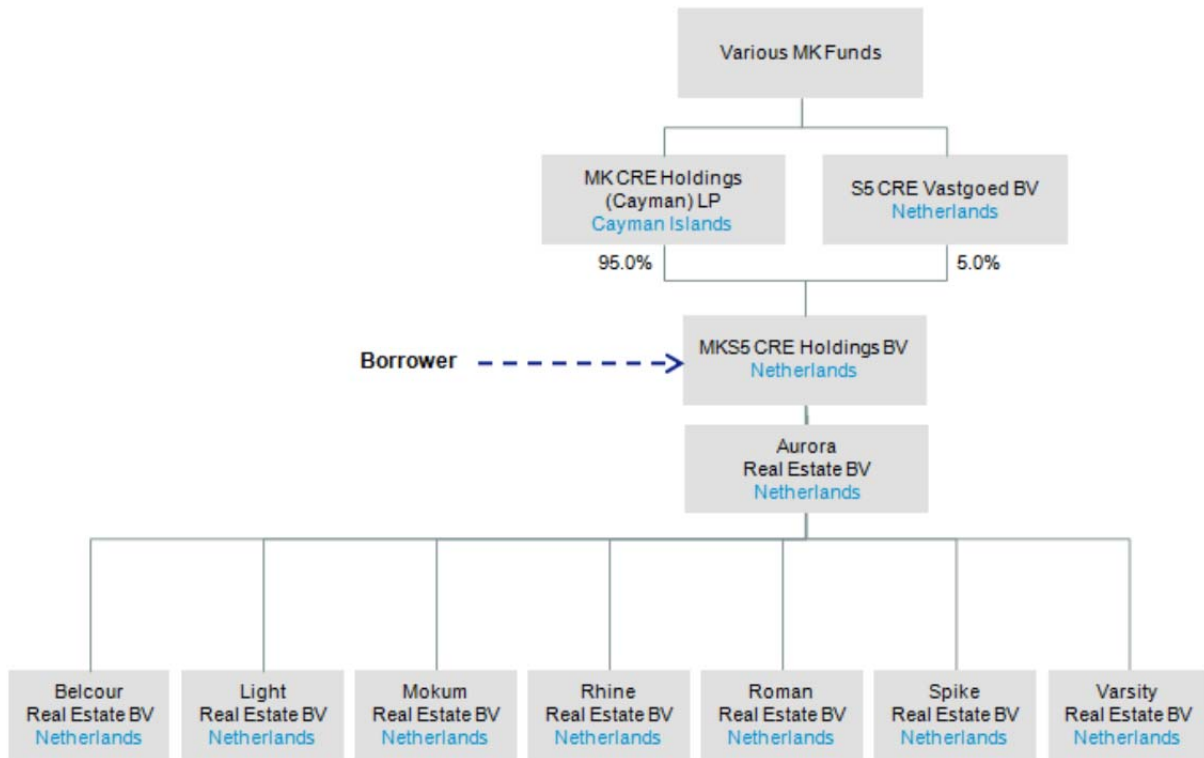 Various MK Funds
MK CRE Holdings
(Cayman) LP
Cayman Islands
S5 CRE Vastgoed BV
Netherlands
95.0%
5.0%
MKS5 CRE Holdings BV
Netherlands
Borrower
Aurora
Real Estate BV
Netherlands
Belcour
Real Estate BV
Netherlands
Light
Real Estate BV
Netherlands
Mokum
Real Estate BV
Netherlands
Rhine
Real Estate BV
Netherlands
Roman
Real Estate BV
Netherlands
Spike
Real Estate BV
Netherlands
Varsity
Real Estate BV
Netherlands